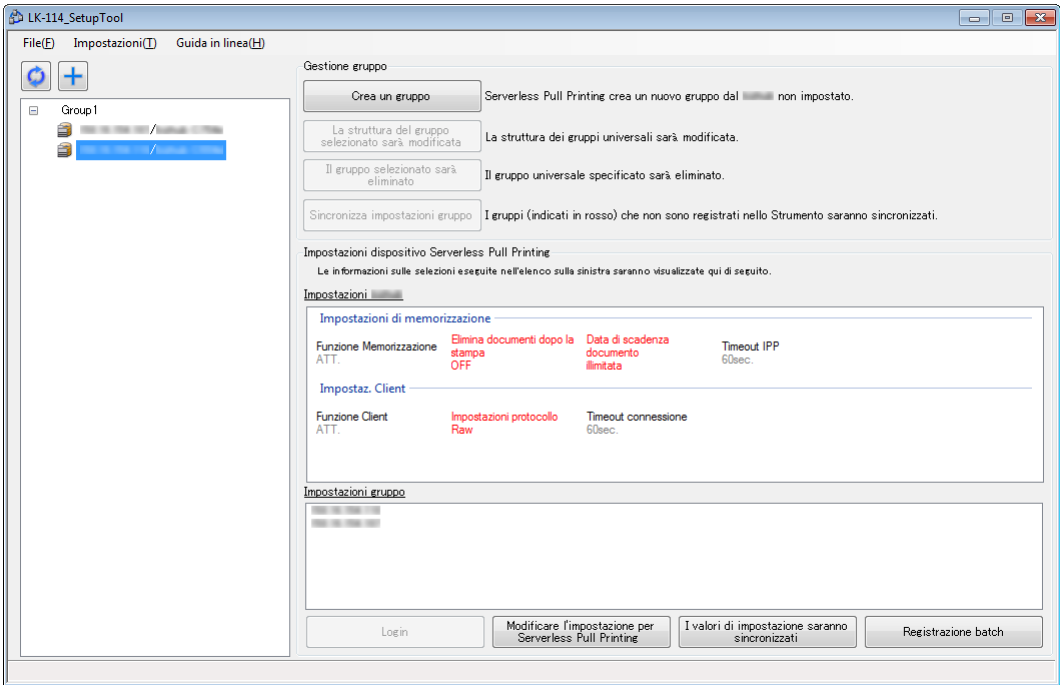 LK-114_SetupTool
File(F) Impostazioni(T) Guida in linea(H)
Group1
/
/
Gestione gruppo
Crea un gruppo
Serverless Pull Printing crea un nuovo gruppo dal non impostato.
La struttura del gruppo
selezionato sarà modificata
La struttura dei gruppi universali sarà modificata.
Il gruppo selezionato sarà
eliminato
Il gruppo universale specificato sarà eliminato.
Sincronizza impostazioni gruppo
I gruppi (indicati in rosso) che non sono registrati nello Strumento saranno sincronizzati.
Impostazioni dispositivo Serverless Pull Printing
Le informazioni sulle selezioni eseguite nell'elenco sulla sinistra saranno visualizzate qui di seguito.
Impostazioni
Impostazioni di memorizzazione
Funzione Memorizzazione
ATT.
Elimina documenti dopo la
stampa
OFF
Data di scadenza
documento
illimitata
Timeout IPP
60sec.
Impostaz. Client
Funzione Client
ATT.
Impostazioni protocollo
Raw
Timeout connessione
60sec.
Impostazioni gruppo
Login
Modificare l'impostazione per
Serverless Pull Printing
I valori di impostazione saranno
sincronizzati
Registrazione batch